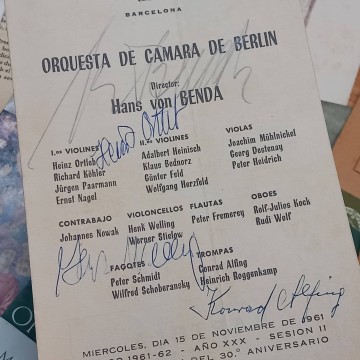 BARCELONA
ORQUESTA DE CAMARA DE BERLIN
Director:
Hans von BENDA
I.os VIOLINES
Heinz Ortleb
Richard Köhler
Jürgen Paarmann
Ernst Nagel
II.os VIOLINES
Adalbert Heinisch
Klaus Bednorz
Günter Feld
Wolfgang Herzfeld
VIOLAS
Joachim Mühlnickel
Georg Destenay
Peter Heidrich
CONTRABAJO
Johannes Nowak
VIOLONCELLOS
Henk Welling
Werner Stielow
FLAUTAS
Peter Fremerey
OBOES
Rolf-Julius Kock
Rudi Wolf
FAGOTES
Peter Schmidt
Wilfred Schoberansky
TROMPAS
Conrad Alfing
Heinrich Roggenkamp
Konrad Alfing
MIERCOLES, DIA 15 DE NOVIEMBRE DE 1961
1961-62 - AÑO XXX - SESION II
DEL 30.º ANIVERSARIO